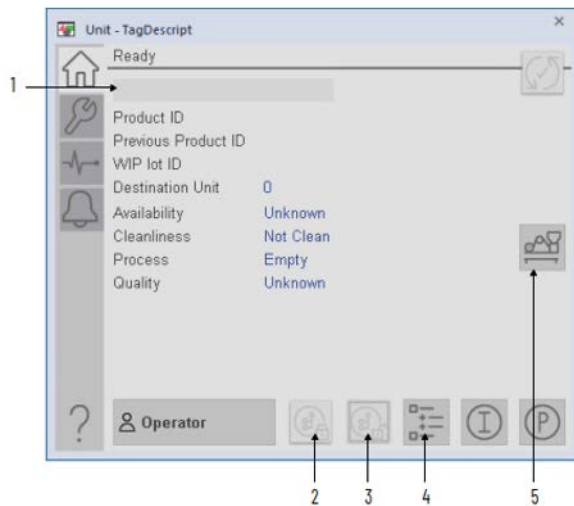 Unit - TagDescript
×
Ready
1
Product ID
Previous Product ID
WIP lot ID
Destination Unit 0
Availability Unknown
Cleanliness Not Clean
Process Empty
Quality Unknown
? Operator I P
2 3 4 5